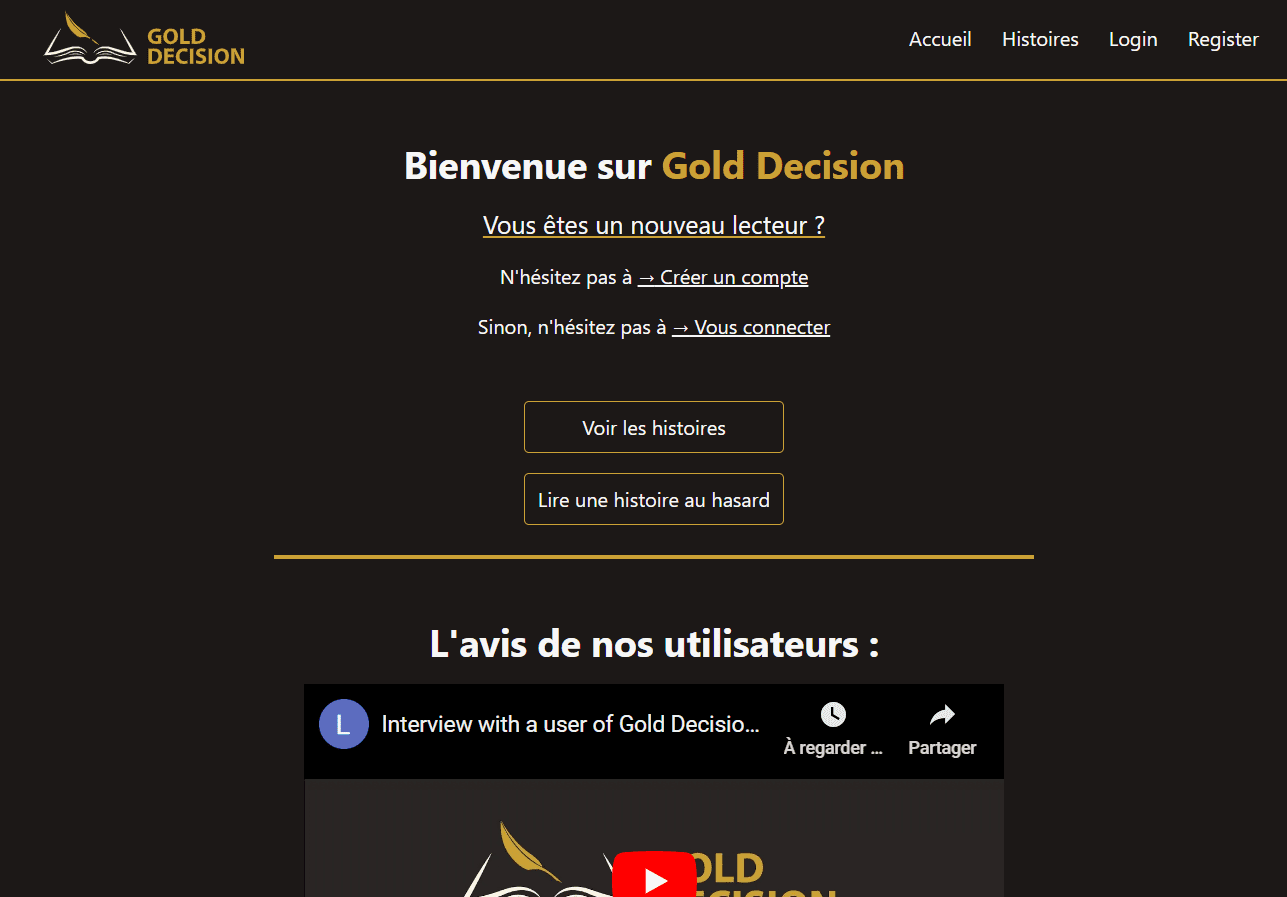 GOLD
DECISION
Accueil Histoires Login Register
Bienvenue sur Gold Decision
Vous êtes un nouveau lecteur ?
N'hésitez pas à → Créer un compte
Sinon, n'hésitez pas à → Vous connecter
Voir les histoires
Lire une histoire au hasard
L'avis de nos utilisateurs :
L
Interview with a user of Gold Decisio...
À regarder ...
Partager
OLD